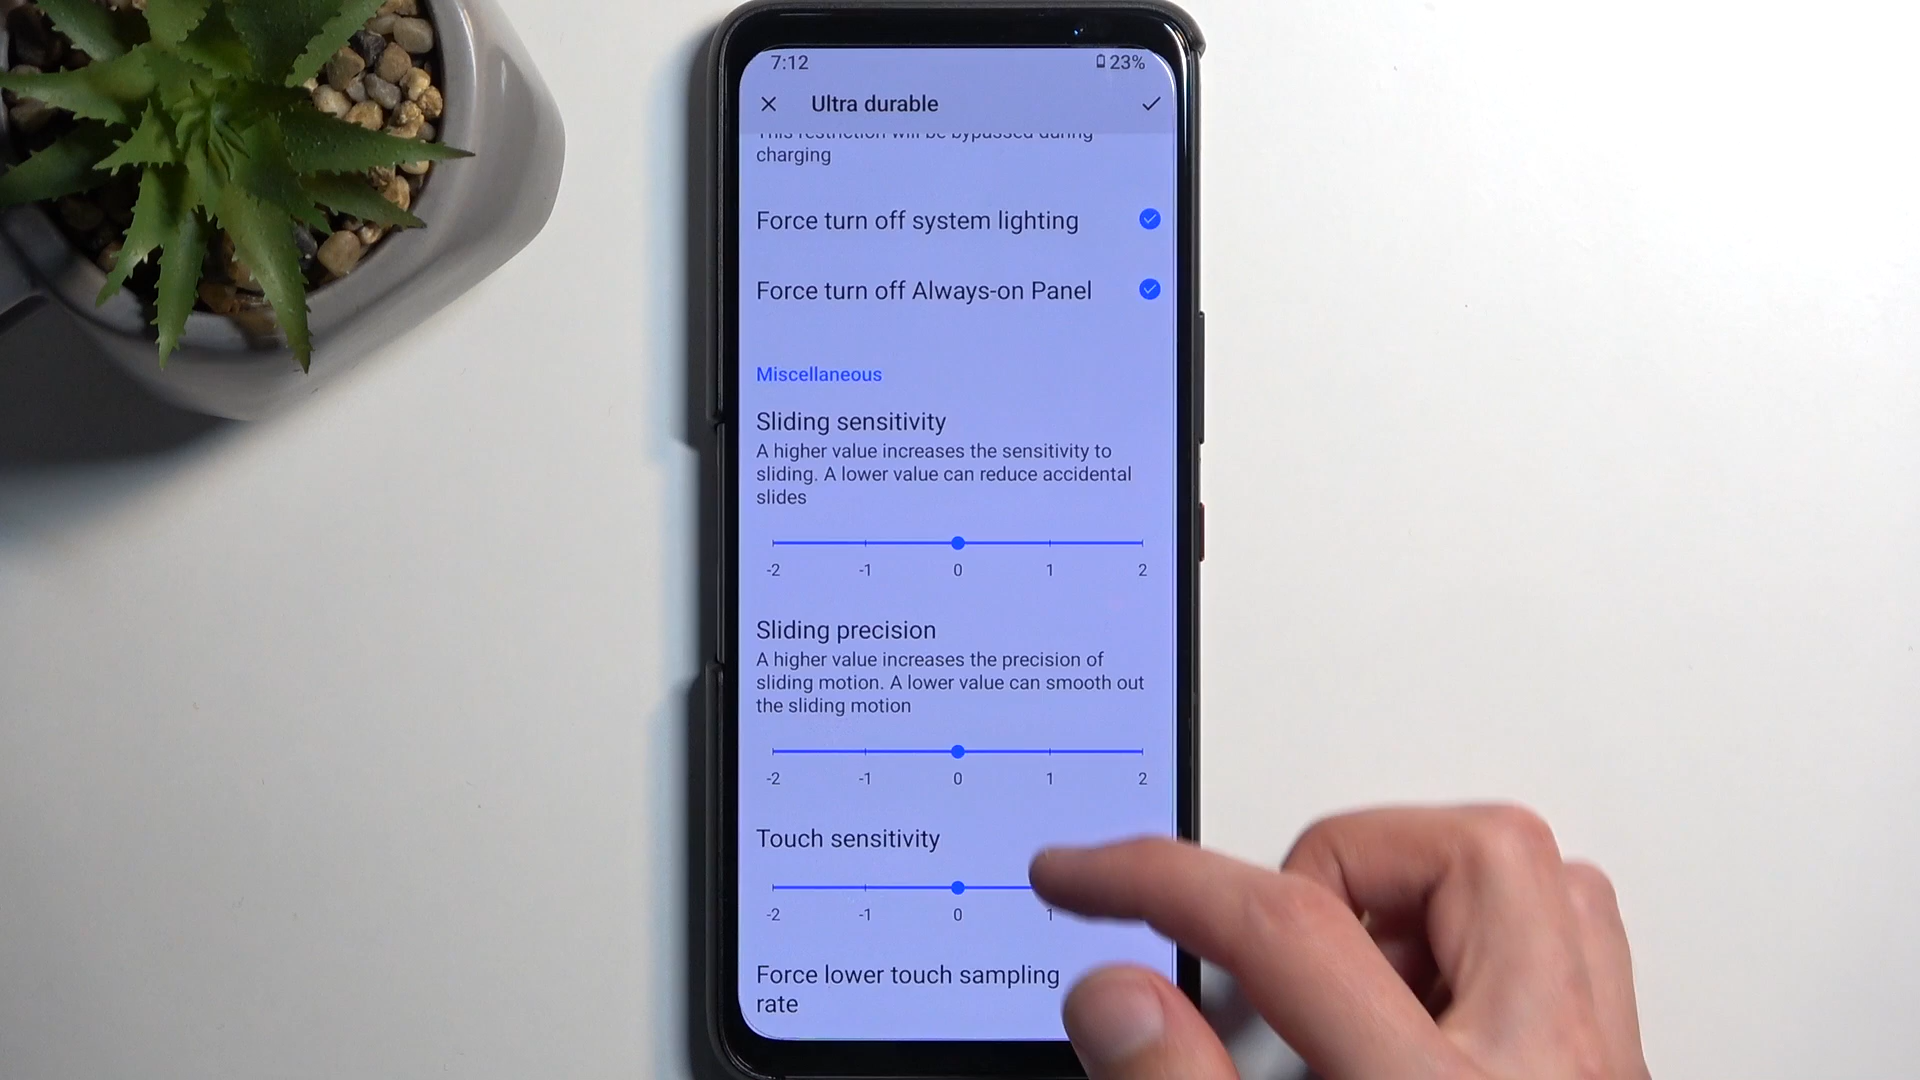 7:12
23%
Ultra durable
This restriction will be bypassed during
charging
Force turn off system lighting
Force turn off Always-on Panel
Miscellaneous
Sliding sensitivity
A higher value increases the sensitivity to
sliding. A lower value can reduce accidental
slides
-2 -1 0 1 2
Sliding precision
A higher value increases the precision of
sliding motion. A lower value can smooth out
the sliding motion
-2 -1 0 1 2
Touch sensitivity
-2 -1 0 1
Force lower touch sampling
rate